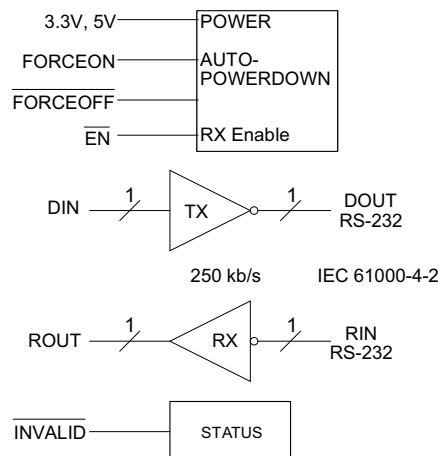 3.3V, 5V POWER
FORCEON AUTO-
POWERDOWN
FORCEOFF
EN RX Enable
1 1
DIN TX DOUT
RS-232
250 kb/s IEC 61000-4-2
1 1
ROUT RX RIN
RS-232
INVALID STATUS